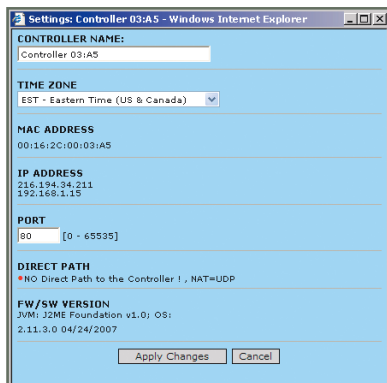 Settings: Controller 03:A5 - Windows Internet Explorer
CONTROLLER NAME:
Controller 03:A5
TIME ZONE
EST - Eastern Time (US & Canada)
MAC ADDRESS
00:16:2C:00:03:A5
IP ADDRESS
216.194.34.211
192.168.1.15
PORT
80 [0 - 65535]
DIRECT PATH
*NO Direct Path to the Controller ! , NAT=UDP
FW/SW VERSION
JVM: J2ME Foundation v1.0; OS:
2.11.3.0 04/24/2007
Apply Changes Cancel